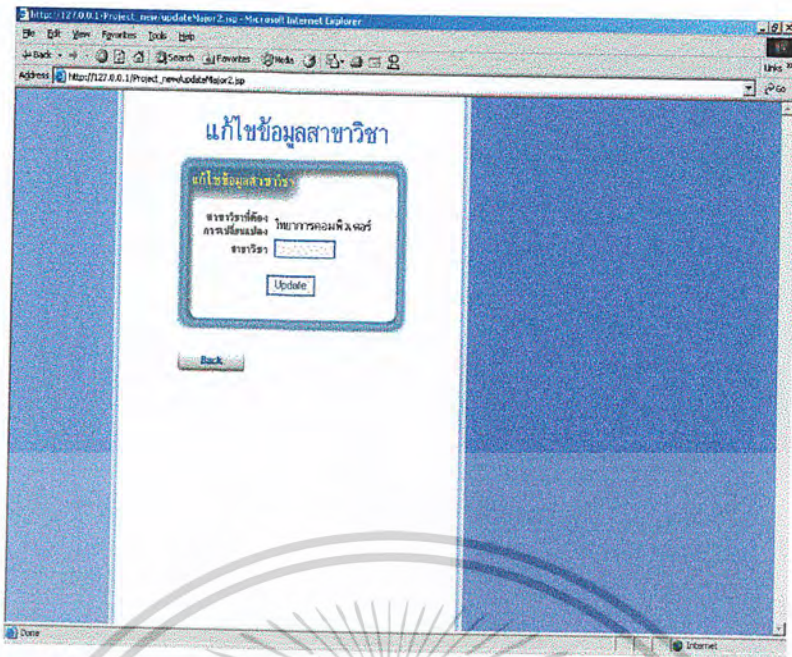 http://127.0.0.1/Project_new/updateMajor2.jsp - Microsoft Internet Explorer
File Edit View Favorites Tools Help
Back Search Favorites Media
Links
Address http://127.0.0.1/Project_new/updateMajor2.jsp
Go
แก้ไขข้อมูลสาขาวิชา
แก้ไขข้อมูลสาขาวิชา
สาขาวิชาที่ต้อง
การเปลี่ยนแปลง
วิทยาการคอมพิวเตอร์
สาขาวิชา
Update
Back
Done
Internet